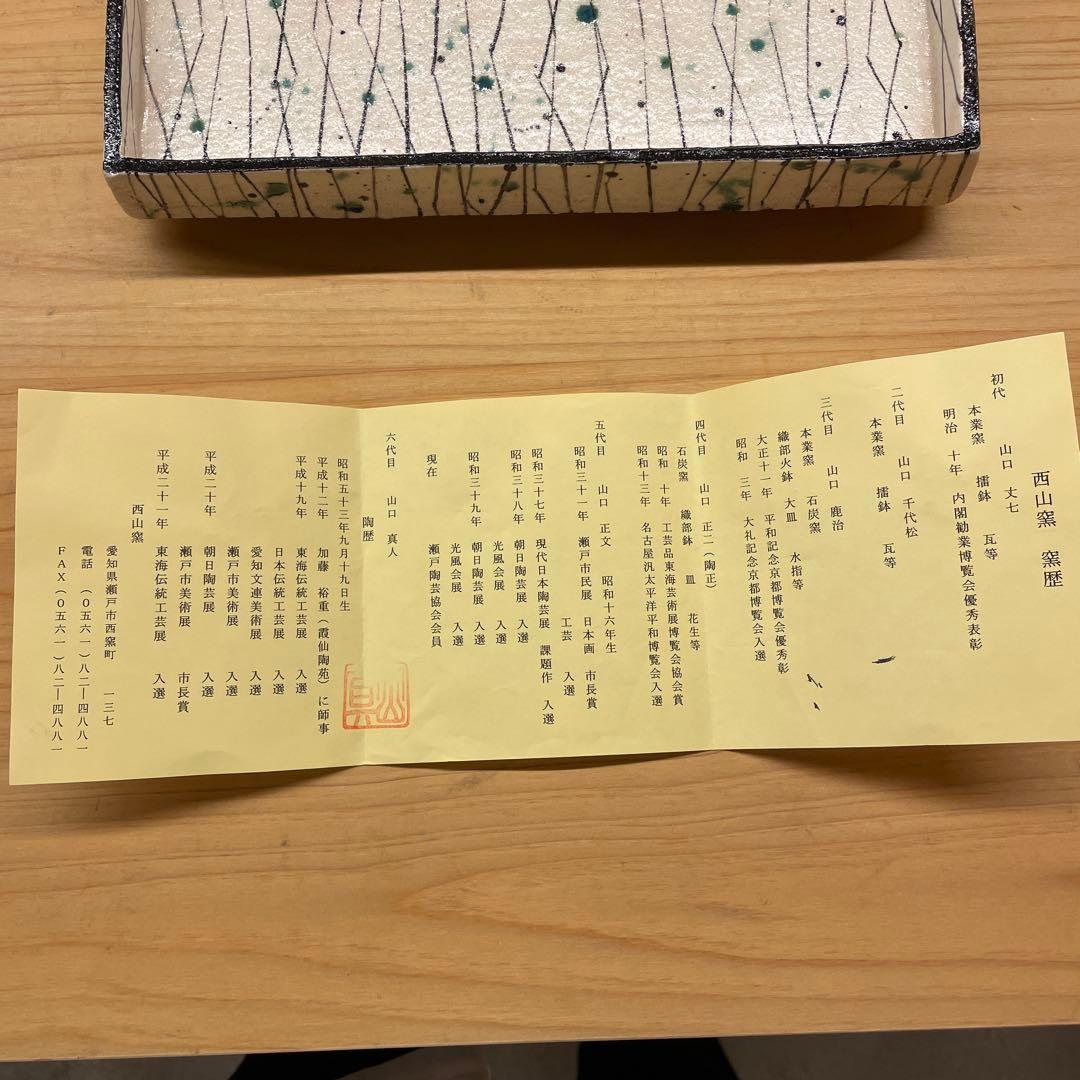 西山窯 窯歴
初代 山口 丈七
本業窯 擂鉢 瓦等
明治 十年 内閣勧業博覧会優秀表彰
二代目 山口 千代松
本業窯 擂鉢 瓦等
三代目 山口 鹿治
本業窯 石炭窯
織部火鉢 大皿 水指等
大正十一年 平和記念京都博覧会優秀彰
昭和 三年 大礼記念京都博覧会入選
四代目 山口 正二(陶正)
石炭窯 織部鉢 皿 花生等
昭和 十年 工芸品東海芸術展博覧会協会賞
昭和十三年 名古屋汎太平洋平和博覧会入選
五代目 山口 正文 昭和十六年生
昭和三十一年 瀬戸市民展 日本画 市長賞
工芸 入選
昭和三十七年 現代日本陶芸展 課題作 入選
朝日陶芸展 入選
昭和三十八年 光風会展 入選
朝日陶芸展 入選
昭和三十九年 光風会展 入選
現在 瀬戸陶芸協会会員
六代目 山口 真人
陶歴
昭和五十三年九月十九日生
平成十二年 加藤 裕重(霞仙陶苑)に師事
平成十九年 東海伝統工芸展 入選
日本伝統工芸展 入選
愛知文連美術展 入選
瀬戸市美術展 入選
平成二十年 朝日陶芸展 入選
瀬戸市美術展 市長賞
平成二十一年 東海伝統工芸展 入選
西山窯
愛知県瀬戸市西窯町 一三七
電話 (〇五六一)八二ー四八八一
FAX(〇五六一)八二ー四八八一